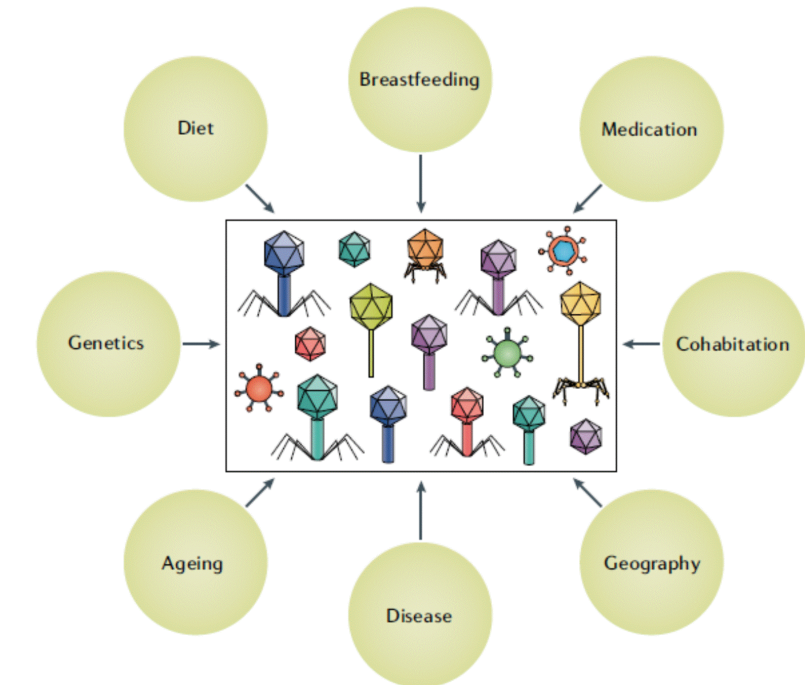 Breastfeeding
Diet
Medication
Genetics
Cohabitation
Ageing
Geography
Disease